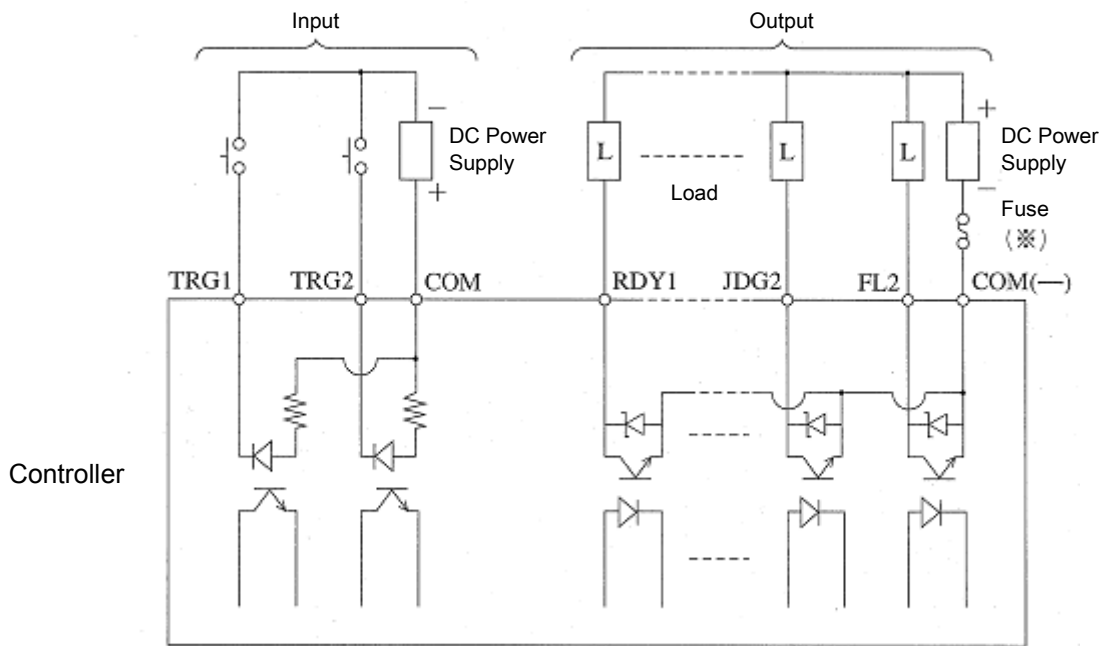 Input
Output
−
DC Power
Supply
+
L
L
L
Load
+
DC Power
Supply
−
Fuse
(※)
TRG1
TRG2
COM
RDY1
JDG2
FL2
COM(—)
Controller